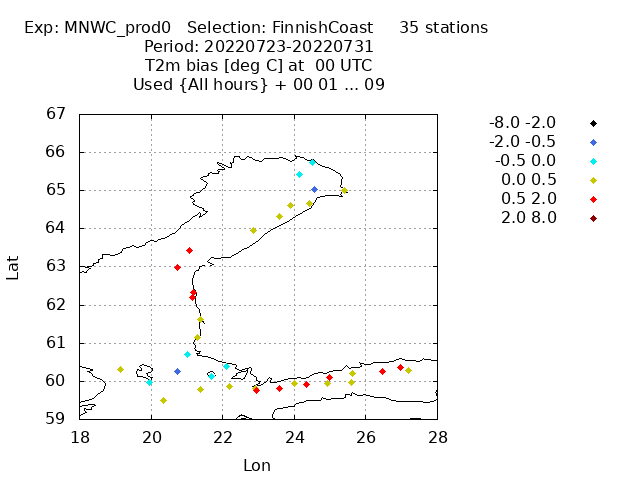 Exp: MNWC_prod0   Selection: FinnishCoast     35 stations
Period: 20220723-20220731
T2m bias [deg C] at  00 UTC
Used {All hours} + 00 01 ... 09
67
66
65
64
63
62
61
60
59
18 20 22 24 26 28
Lat
Lon
-8.0 -2.0
-2.0 -0.5
-0.5 0.0
0.0 0.5
0.5 2.0
2.0 8.0